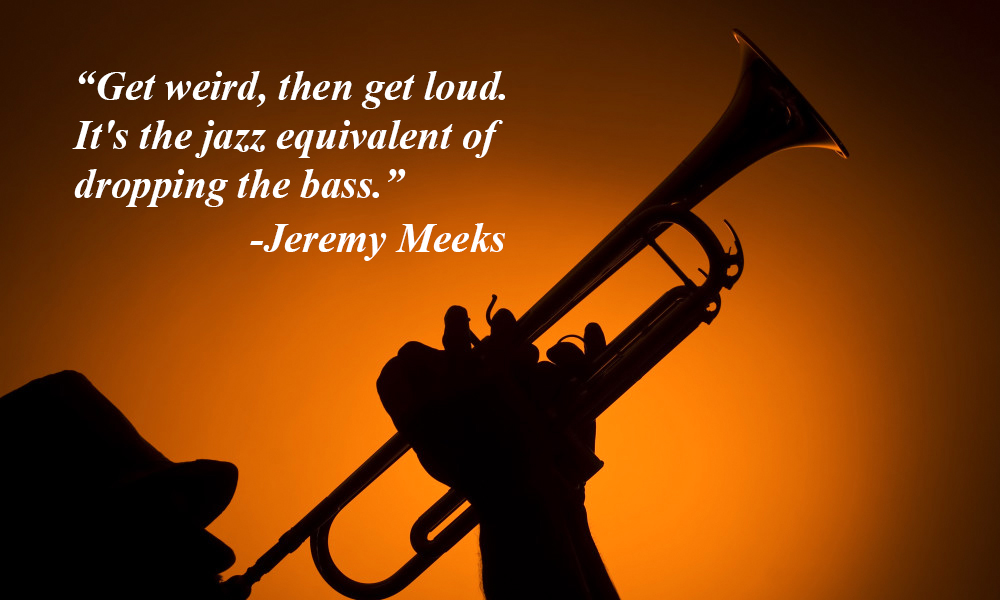 “Get weird, then get loud.
It's the jazz equivalent of
dropping the bass.”
-Jeremy Meeks